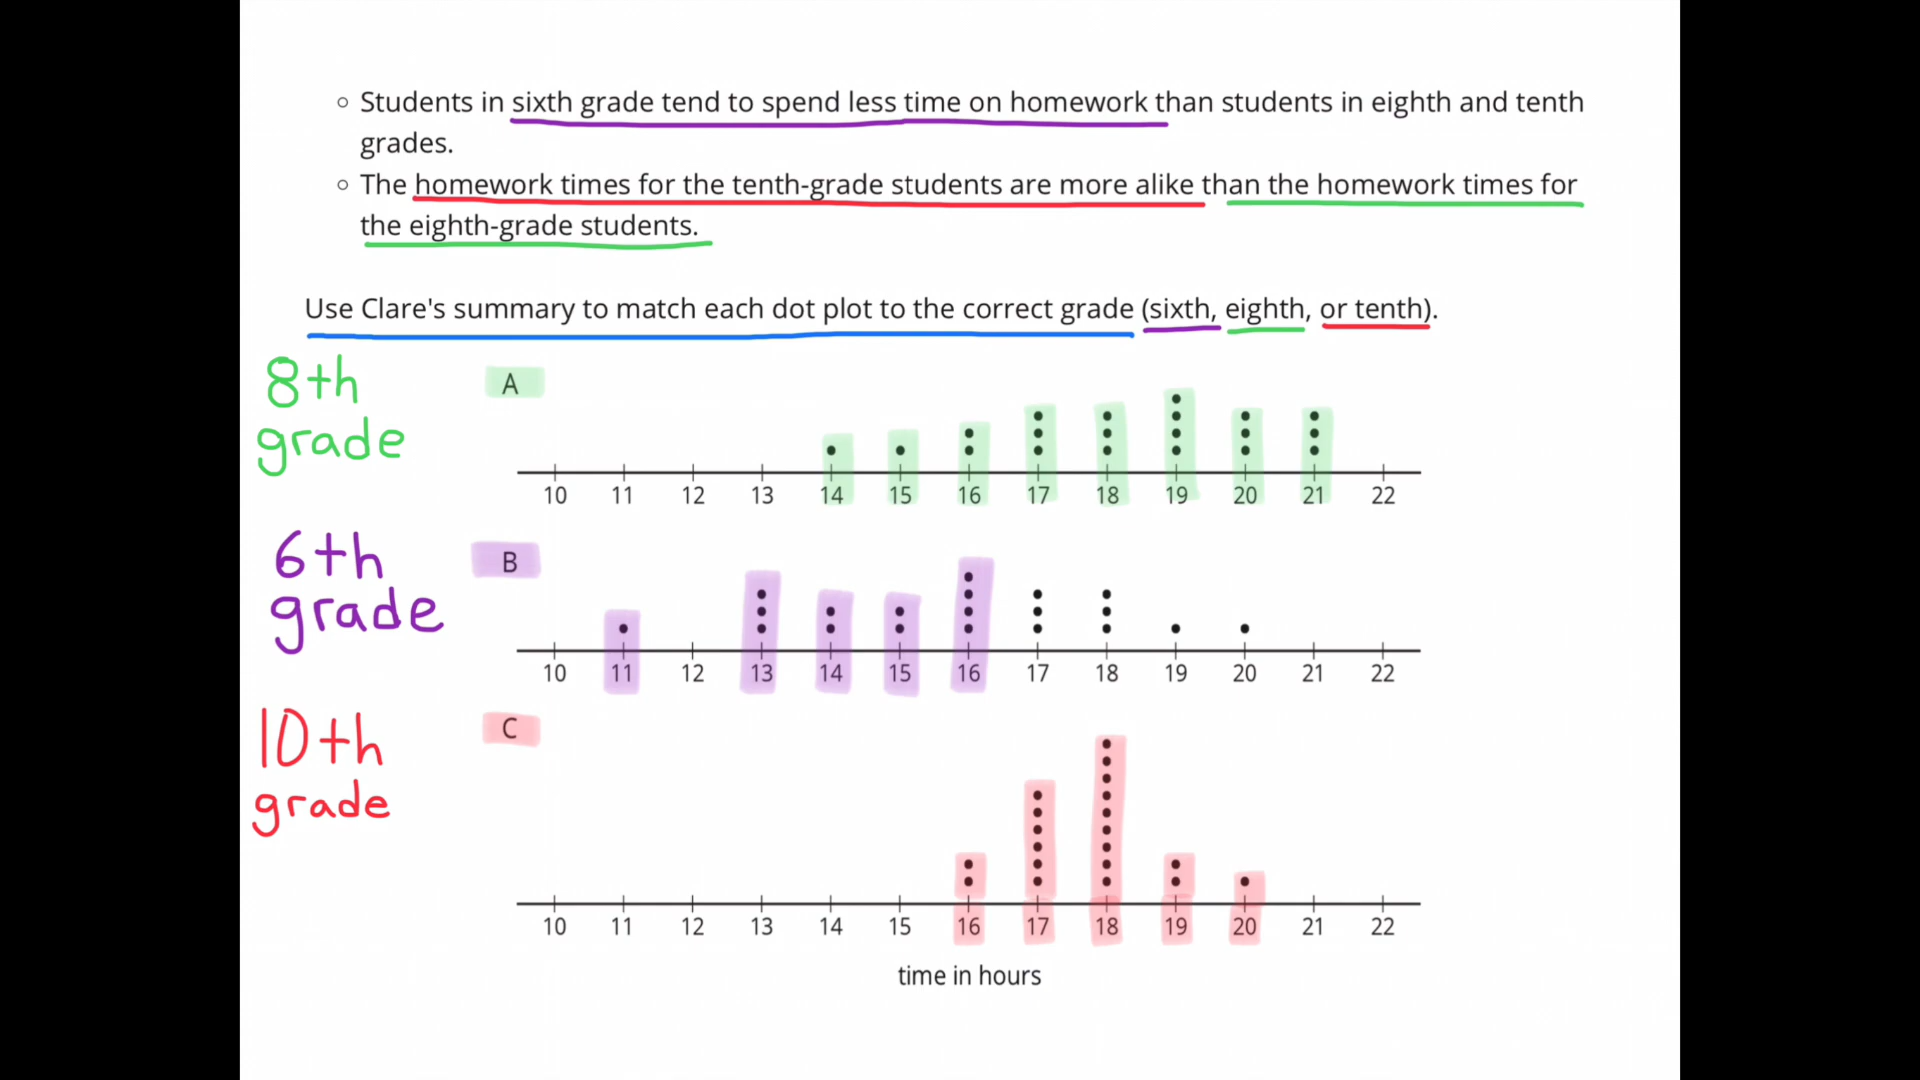 Students in sixth grade tend to spend less time on homework than students in eighth and tenth
grades.
The homework times for the tenth-grade students are more alike than the homework times for
the eighth-grade students.
Use Clare's summary to match each dot plot to the correct grade (sixth, eighth, or tenth).
8th
grade
A
10 11 12 13 14 15 16 17 18 19 20 21 22
6th
grade
B
10 11 12 13 14 15 16 17 18 19 20 21 22
10th
grade
C
10 11 12 13 14 15 16 17 18 19 20 21 22
time in hours